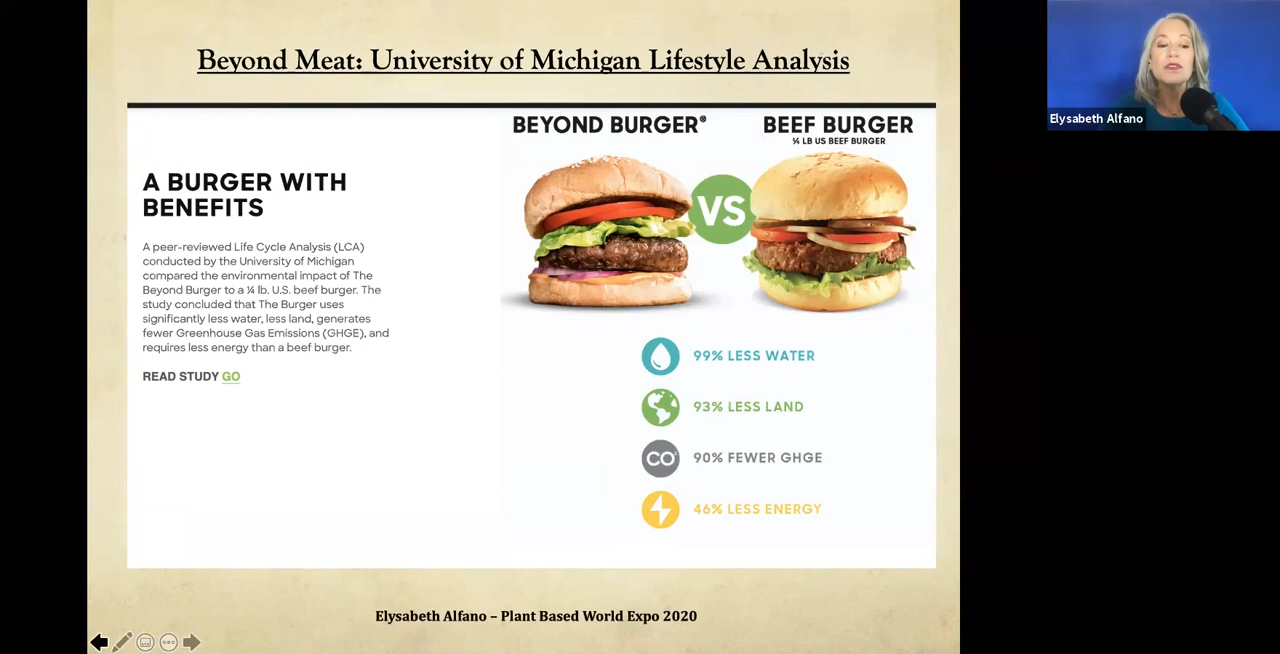 Beyond Meat: University of Michigan Lifestyle Analysis
A BURGER WITH
BENEFITS
A peer-reviewed Life Cycle Analysis (LCA)
conducted by the University of Michigan
compared the environmental impact of The
Beyond Burger to a ¼ lb. U.S. beef burger. The
study concluded that The Burger uses
significantly less water, less land, generates
fewer Greenhouse Gas Emissions (GHGE), and
requires less energy than a beef burger.
READ STUDY GO
BEYOND BURGER®
VS
BEEF BURGER
¼ LB US BEEF BURGER
99% LESS WATER
93% LESS LAND
CO
90% FEWER GHGE
46% LESS ENERGY
Elysabeth Alfano – Plant Based World Expo 2020
Elysabeth Alfano